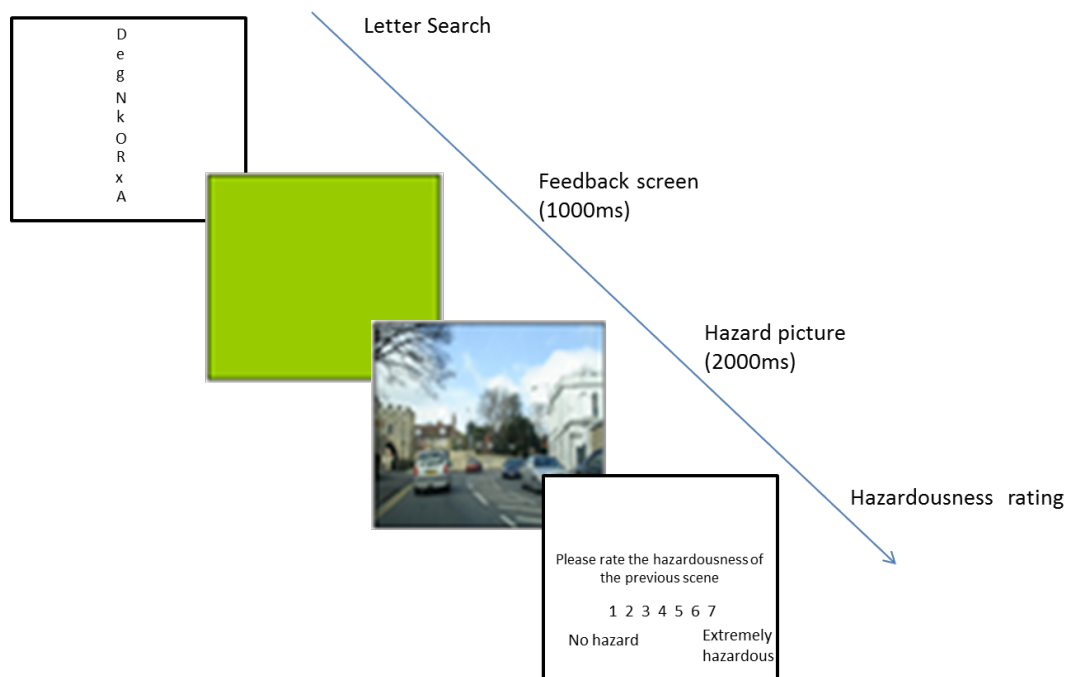 Letter Search
D
e
g
N
k
O
R
x
A
Feedback screen
(1000ms)
Hazard picture
(2000ms)
Hazardousness rating
Please rate the hazardousness of
the previous scene
1 2 3 4 5 6 7
No hazard
Extremely
hazardous